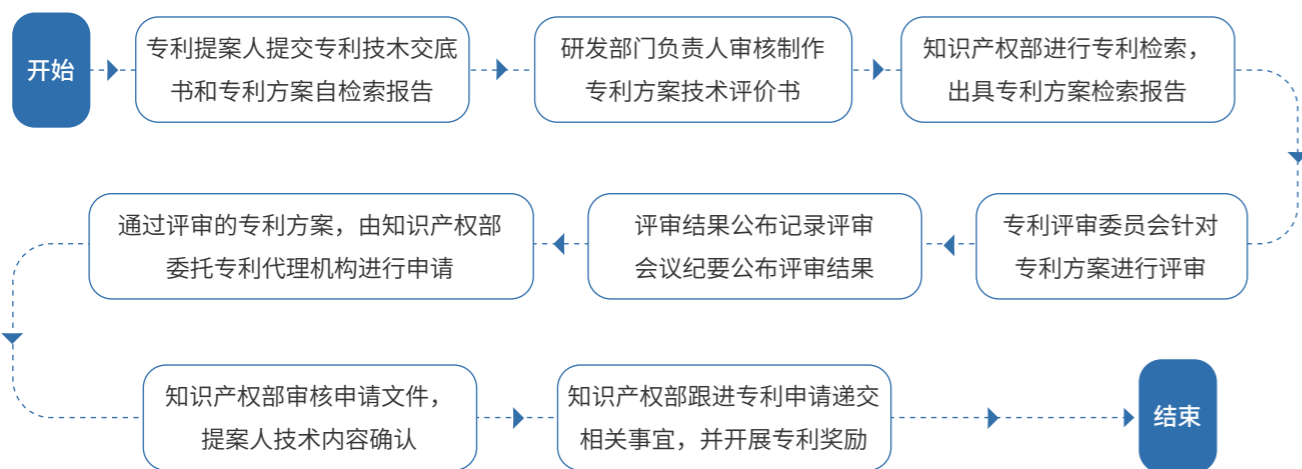 开始
专利提案人提交专利技木交底
书和专利方案自检索报告
研发部门负责人审核制作
专利方案技术评价书
知识产权部进行专利检索，
出具专利方案检索报告
专利评审委员会针对
专利方案进行评审
评审结果公布记录评审
会议纪要公布评审结果
通过评审的专利方案，由知识产权部
委托专利代理机构进行申请
知识产权部审核申请文件，
提案人技术内容确认
知识产权部跟进专利申请递交
相关事宜，并开展专利奖励
结束